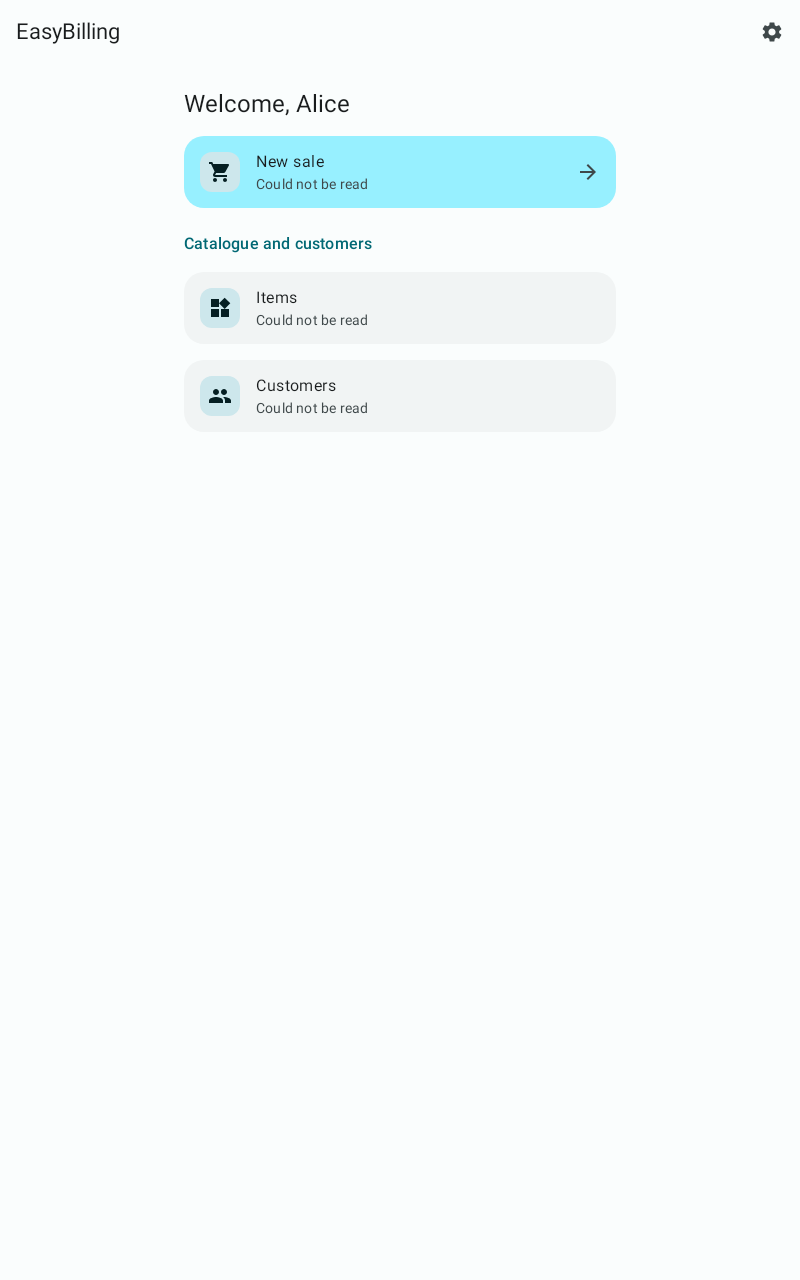 EasyBilling
Welcome, Alice
New sale
Could not be read
Catalogue and customers
Items
Could not be read
Customers
Could not be read